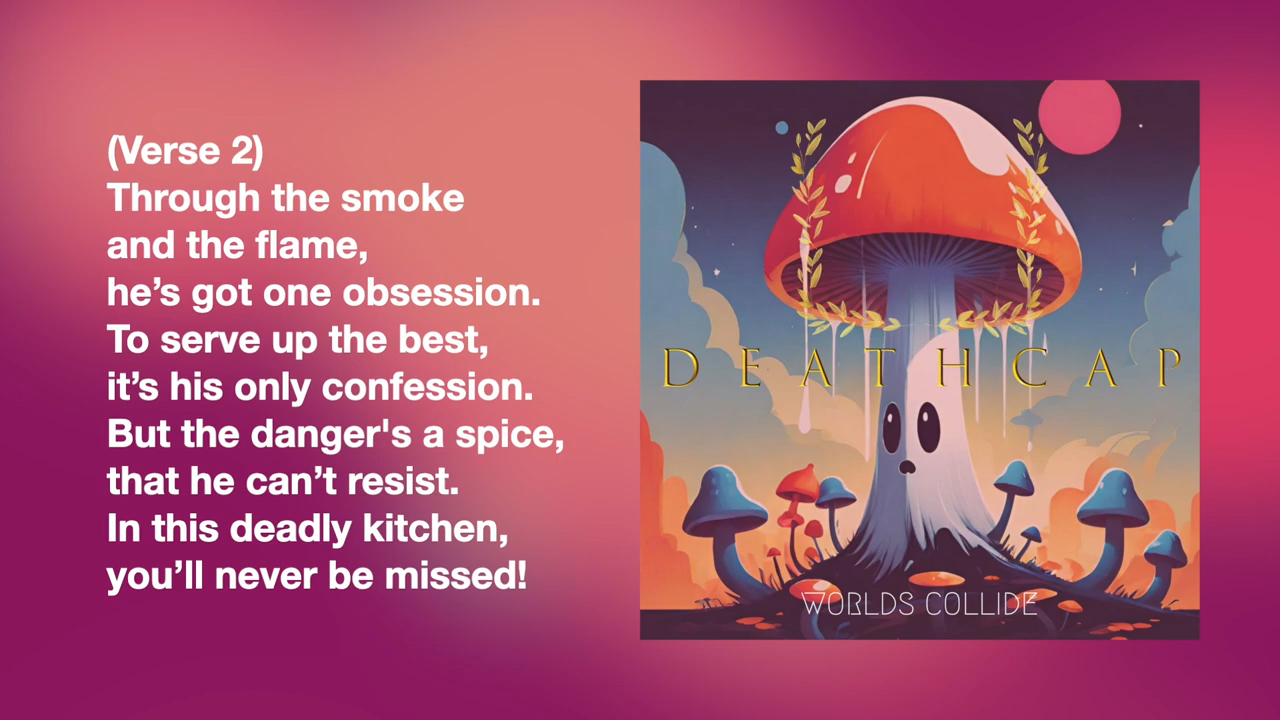 (Verse 2)
Through the smoke
and the flame,
he’s got one obsession.
To serve up the best,
it’s his only confession.
But the danger's a spice,
that he can’t resist.
In this deadly kitchen,
you’ll never be missed!
DEATHCAP
WORLDS COLLIDE